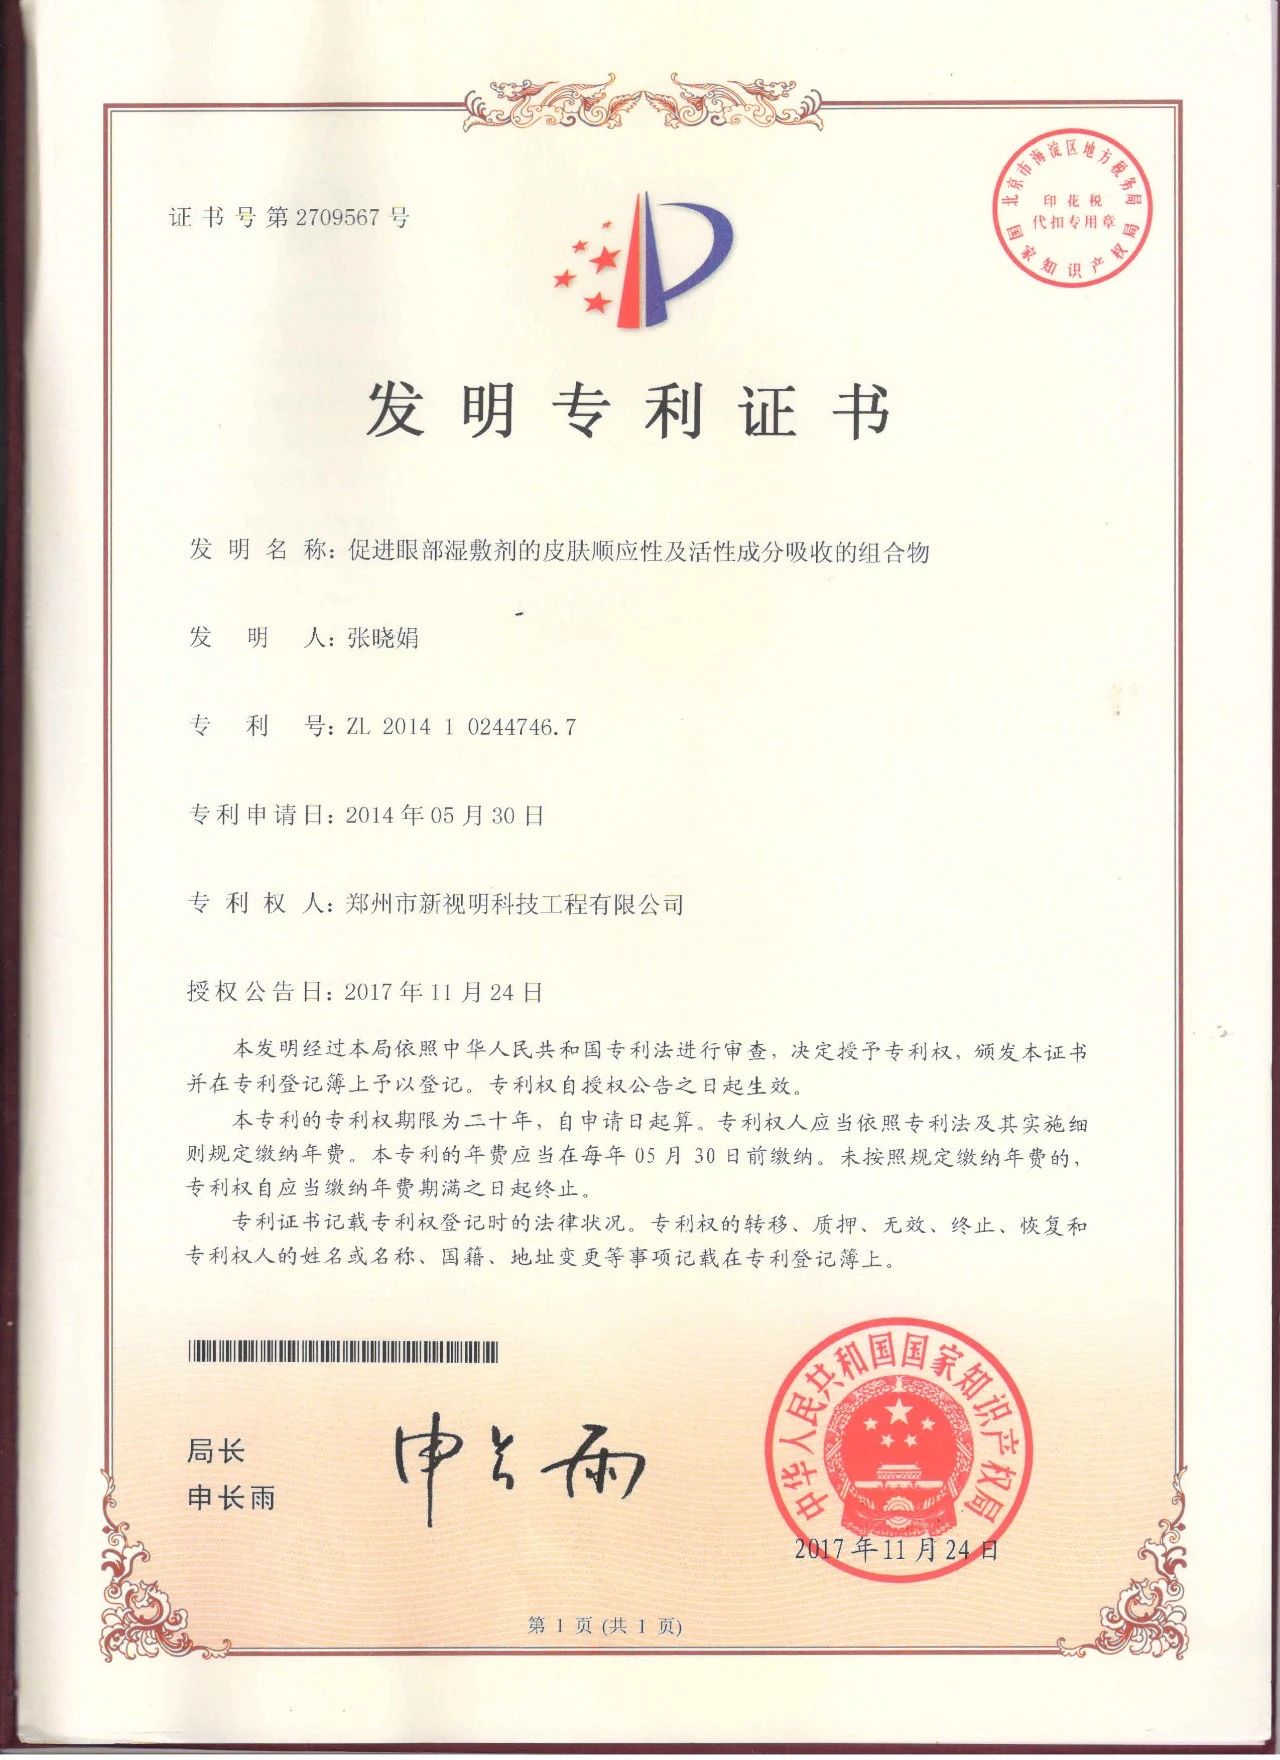 证书号第2709567号
北京市海淀区地方税务局
印花税
代扣专用章
国家知识产权局
发明专利证书
发明名称：促进眼部湿敷剂的皮肤顺应性及活性成分吸收的组合物
发明人：张晓娟
专利号：ZL 2014 1 0244746.7
专利申请日：2014年05月30日
专利权人：郑州市新视明科技工程有限公司
授权公告日：2017年11月24日
本发明经过本局依照中华人民共和国专利法进行审查，决定授予专利权，颁发本证书
并在专利登记簿上予以登记。专利权自授权公告之日起生效。
本专利的专利权期限为二十年，自申请日起算。专利权人应当依照专利法及其实施细
则规定缴纳年费。本专利的年费应当在每年05月30日前缴纳。未按照规定缴纳年费的，
专利权自应当缴纳年费期满之日起终止。
专利证书记载专利权登记时的法律状况。专利权的转移、质押、无效、终止、恢复和
专利权人的姓名或名称、国籍、地址变更等事项记载在专利登记簿上。
局长
申长雨
申长雨
中华人民共和国国家知识产权局
2017年11月24日
第 1 页 (共 1 页)